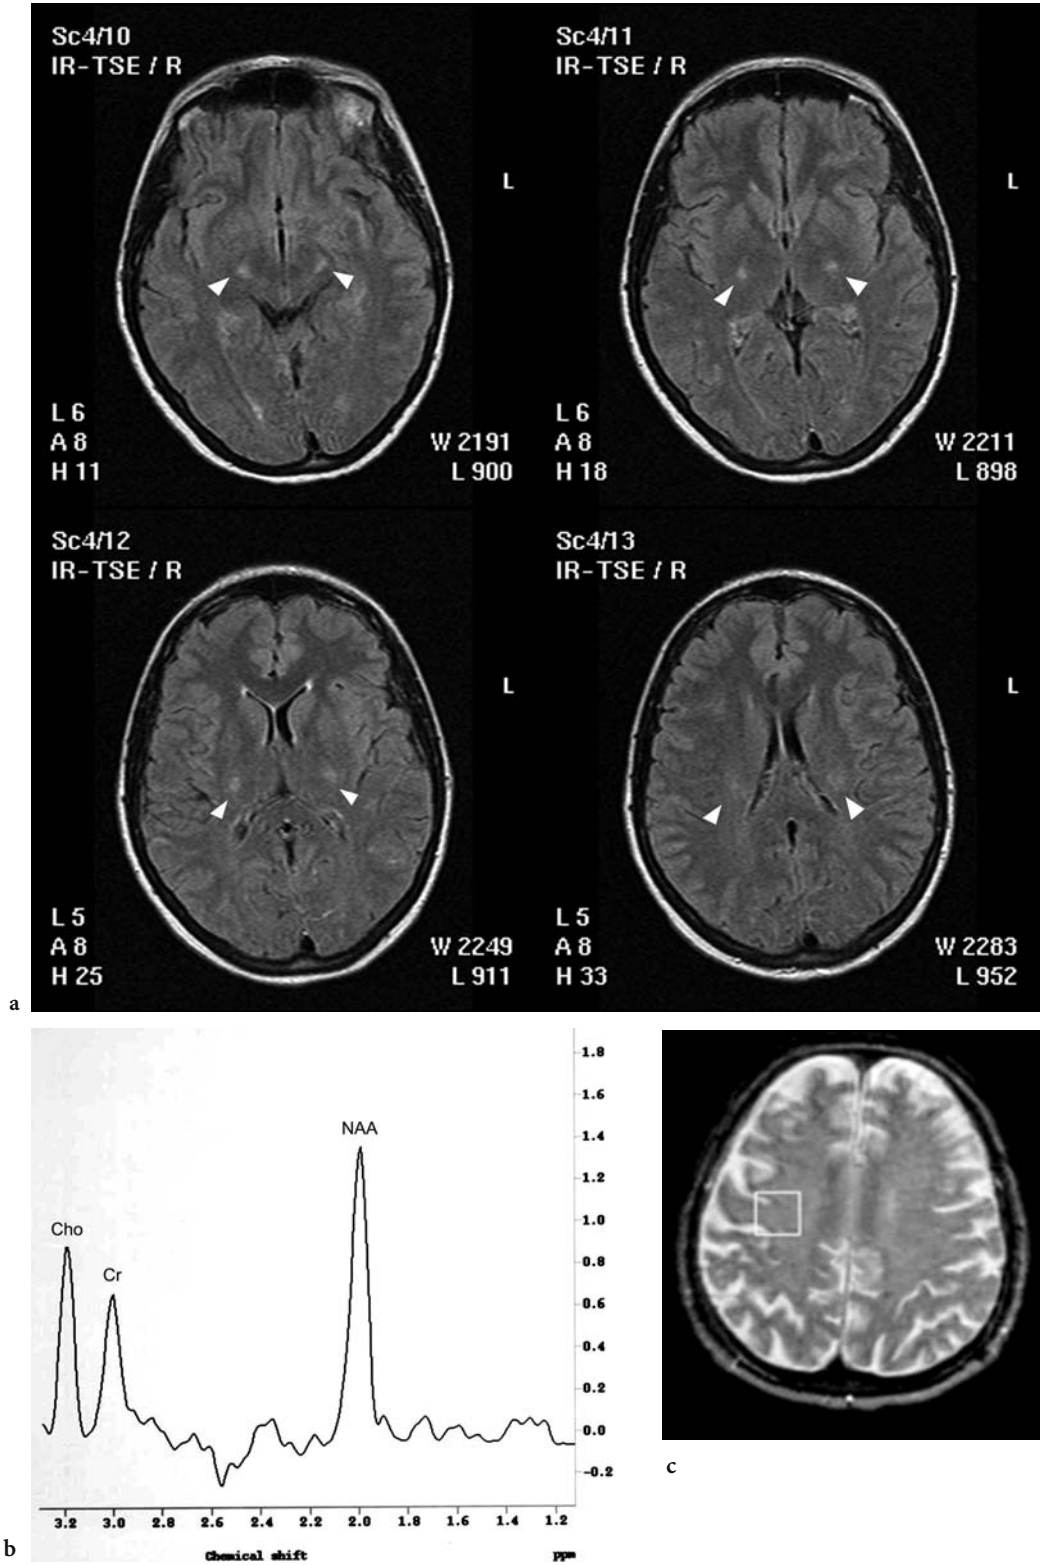 Sc4/10
IR-TSE / R
L
L 6
A 8
H 11
W 2191
L 900
Sc4/11
IR-TSE / R
L
L 6
A 8
H 18
W 2211
L 898
Sc4/12
IR-TSE / R
L
L 5
A 8
H 25
W 2249
L 911
Sc4/13
IR-TSE / R
L
L 5
A 8
H 33
W 2283
L 952
a
Cho
Cr
NAA
1.8
1.6
1.4
1.2
1.0
0.8
0.6
0.4
0.2
0.0
-0.2
3.2 3.0 2.8 2.6 2.4 2.2 2.0 1.8 1.6 1.4 1.2
Chemical shift ppm
b
c